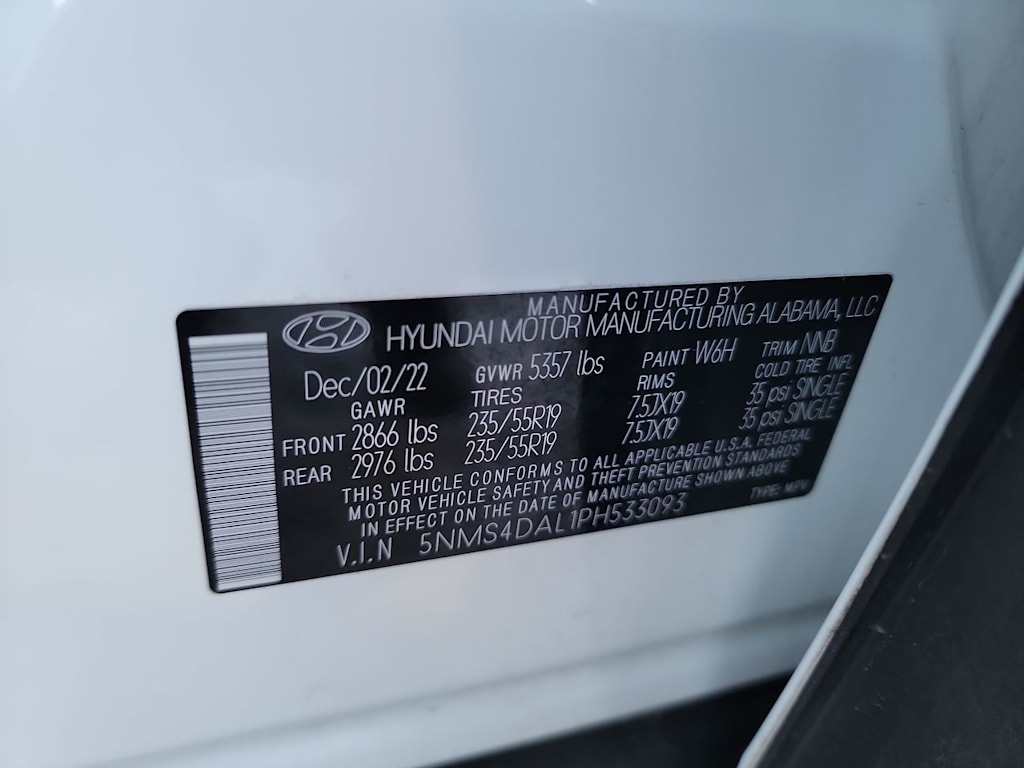 MANUFACTURED BY
HYUNDAI MOTOR MANUFACTURING ALABAMA, LLC
Dec/02/22 GVWR 5357 lbs PAINT W6H TRIM NNB
GAWR TIRES RIMS COLD TIRE INFL
FRONT 2866 lbs 235/55R19 7.5JX19 35 psi SINGLE
REAR 2976 lbs 235/55R19 7.5JX19 35 psi SINGLE
THIS VEHICLE CONFORMS TO ALL APPLICABLE U.S.A. FEDERAL
MOTOR VEHICLE SAFETY AND THEFT PREVENTION STANDARDS
IN EFFECT ON THE DATE OF MANUFACTURE SHOWN ABOVE
V.I.N 5NMS4DAL1PH533093 TYPE: MPV